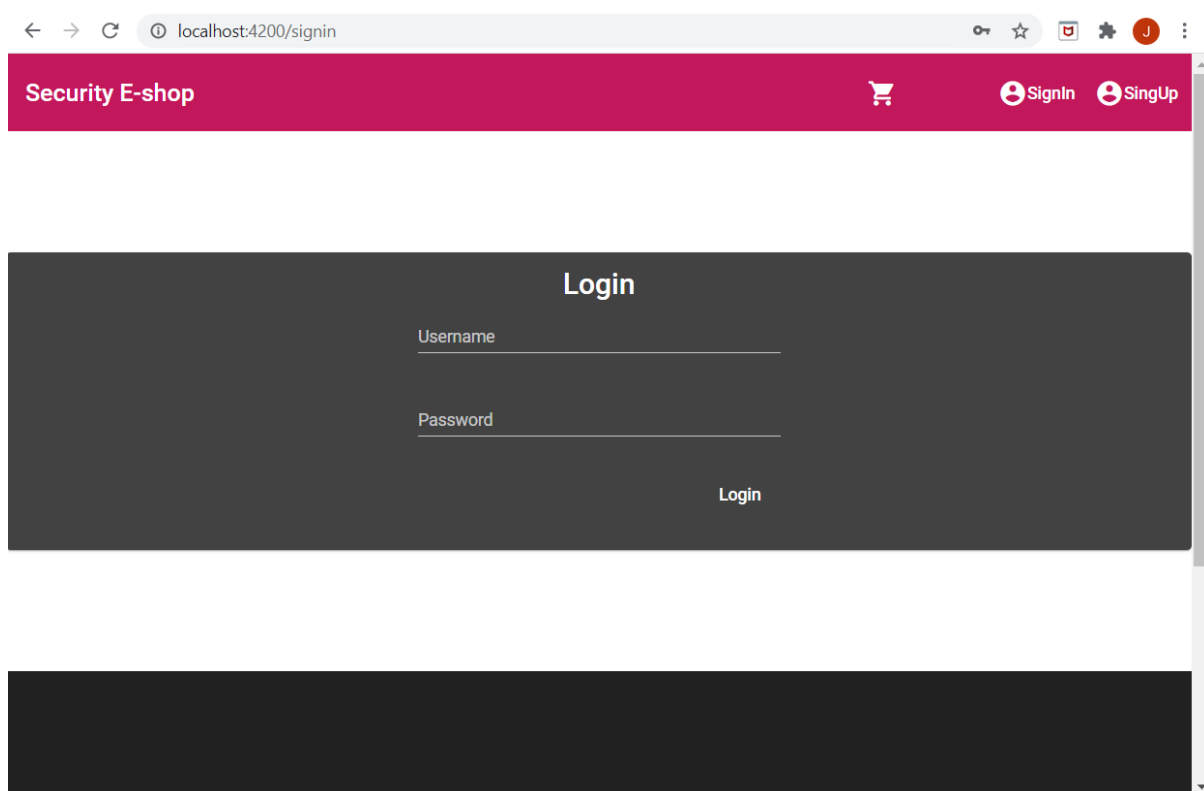 localhost:4200/signin
J
Security E-shop
SignIn
SingUp
Login
Username
Password
Login